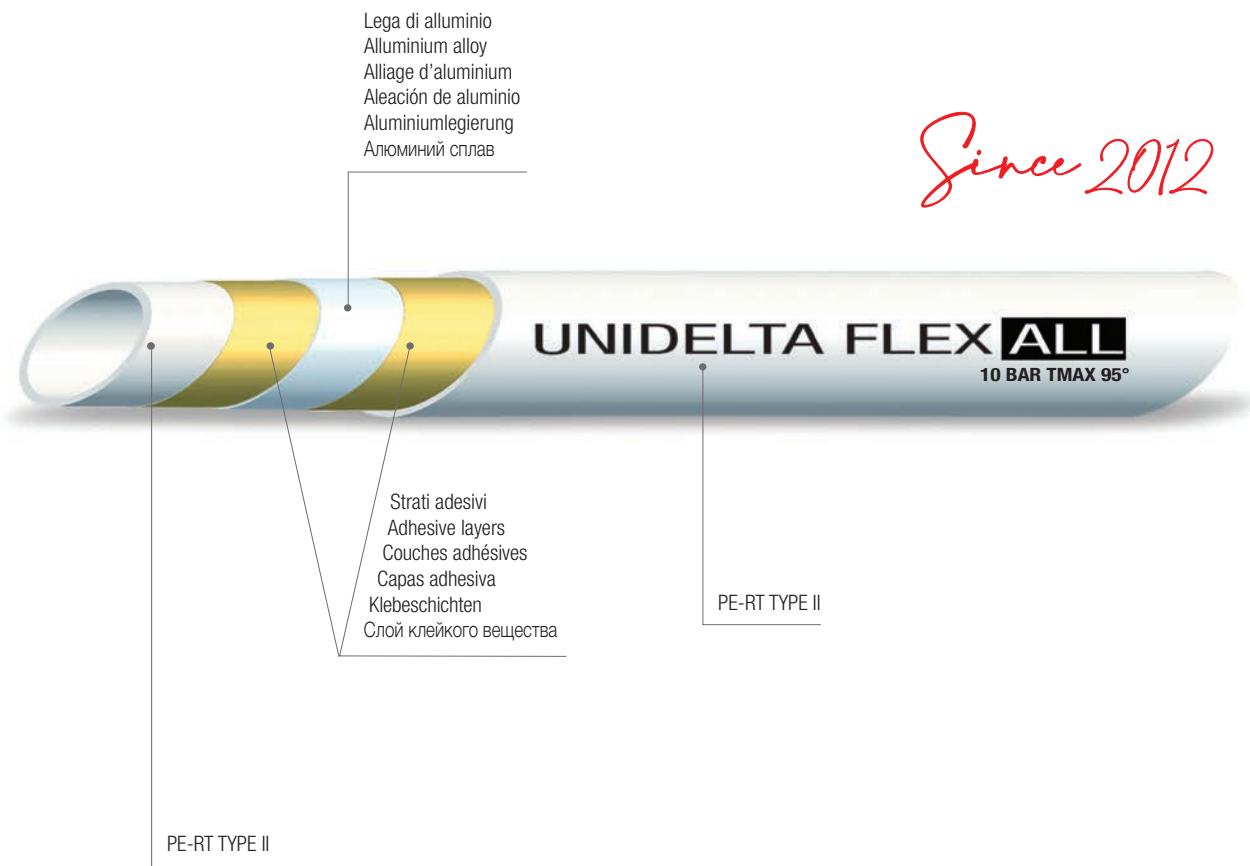 Lega di alluminio
Alluminium alloy
Alliage d'aluminium
Aleación de aluminio
Aluminiumlegierung
Алюминий сплав
Since 2012
UNIDELTA FLEX ALL
10 BAR TMAX 95°
Strati adesivi
Adhesive layers
Couches adhésives
Capas adhesiva
Klebeschichten
Слой клейкого вещества
PE-RT TYPE II
PE-RT TYPE II